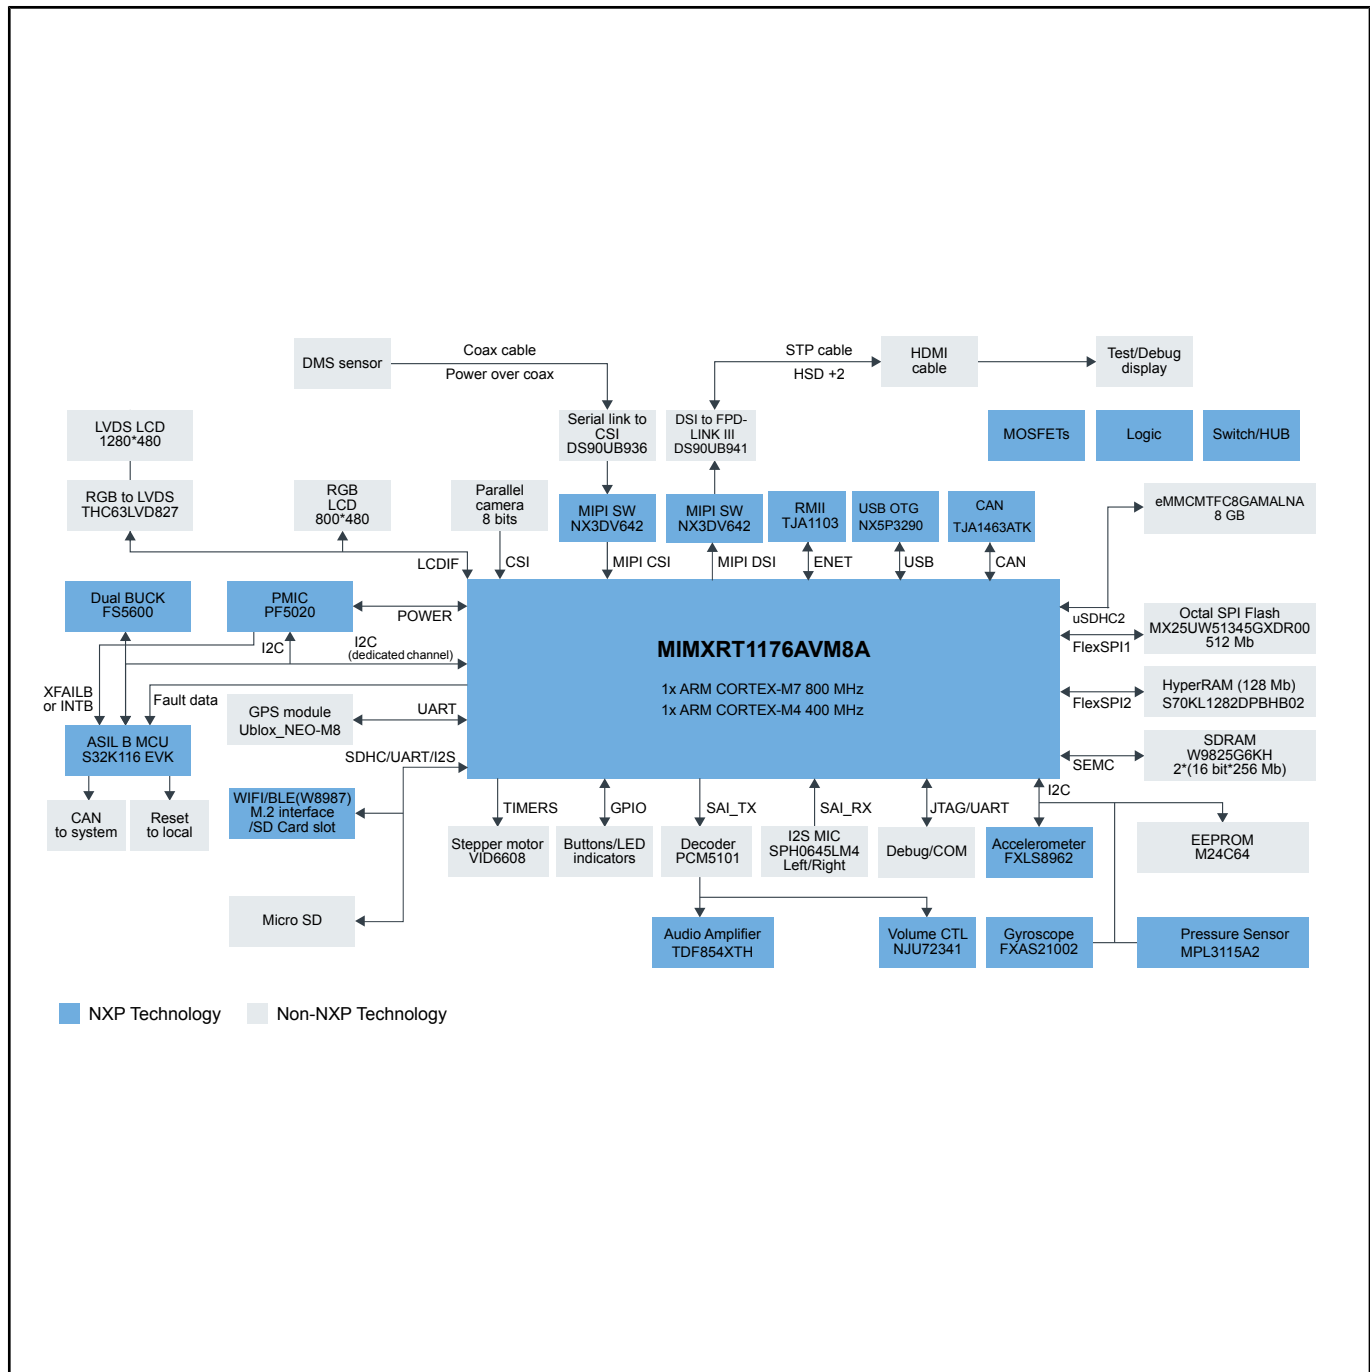 DMS sensor
Coax cable
Power over coax
STP cable
HSD +2
HDMI
cable
Test/Debug
display
LVDS LCD
1280*480
Serial link to
CSI
DS90UB936
DSI to FPD-
LINK III
DS90UB941
MOSFETs
Logic
Switch/HUB
RGB to LVDS
THC63LVD827
RGB
LCD
800*480
Parallel
camera
8 bits
MIPI SW
NX3DV642
MIPI SW
NX3DV642
RMII
TJA1103
USB OTG
NX5P3290
CAN
TJA1463ATK
eMMCMTFC8GAMALNA
8 GB
LCDIF
CSI
MIPI CSI
MIPI DSI
ENET
USB
CAN
Dual BUCK
FS5600
PMIC
PF5020
POWER
I2C
I2C
(dedicated channel)
uSDHC2
FlexSPI1
Octal SPI Flash
MX25UW51345GXDR00
512 Mb
MIMXRT1176AVM8A
1x ARM CORTEX-M7 800 MHz
1x ARM CORTEX-M4 400 MHz
XFAILB
or INTB
Fault data
GPS module
Ublox_NEO-M8
UART
FlexSPI2
HyperRAM (128 Mb)
S70KL1282DPBHB02
ASIL B MCU
S32K116 EVK
SDHC/UART/I2S
SEMC
SDRAM
W9825G6KH
2*(16 bit*256 Mb)
CAN
to system
Reset
to local
WIFI/BLE(W8987)
M.2 interface
/SD Card slot
TIMERS
GPIO
SAI_TX
SAI_RX
JTAG/UART
I2C
Stepper motor
VID6608
Buttons/LED
indicators
Decoder
PCM5101
I2S MIC
SPH0645LM4
Left/Right
Debug/COM
Accelerometer
FXLS8962
EEPROM
M24C64
Micro SD
Audio Amplifier
TDF854XTH
Volume CTL
NJU72341
Gyroscope
FXAS21002
Pressure Sensor
MPL3115A2
NXP Technology
Non-NXP Technology